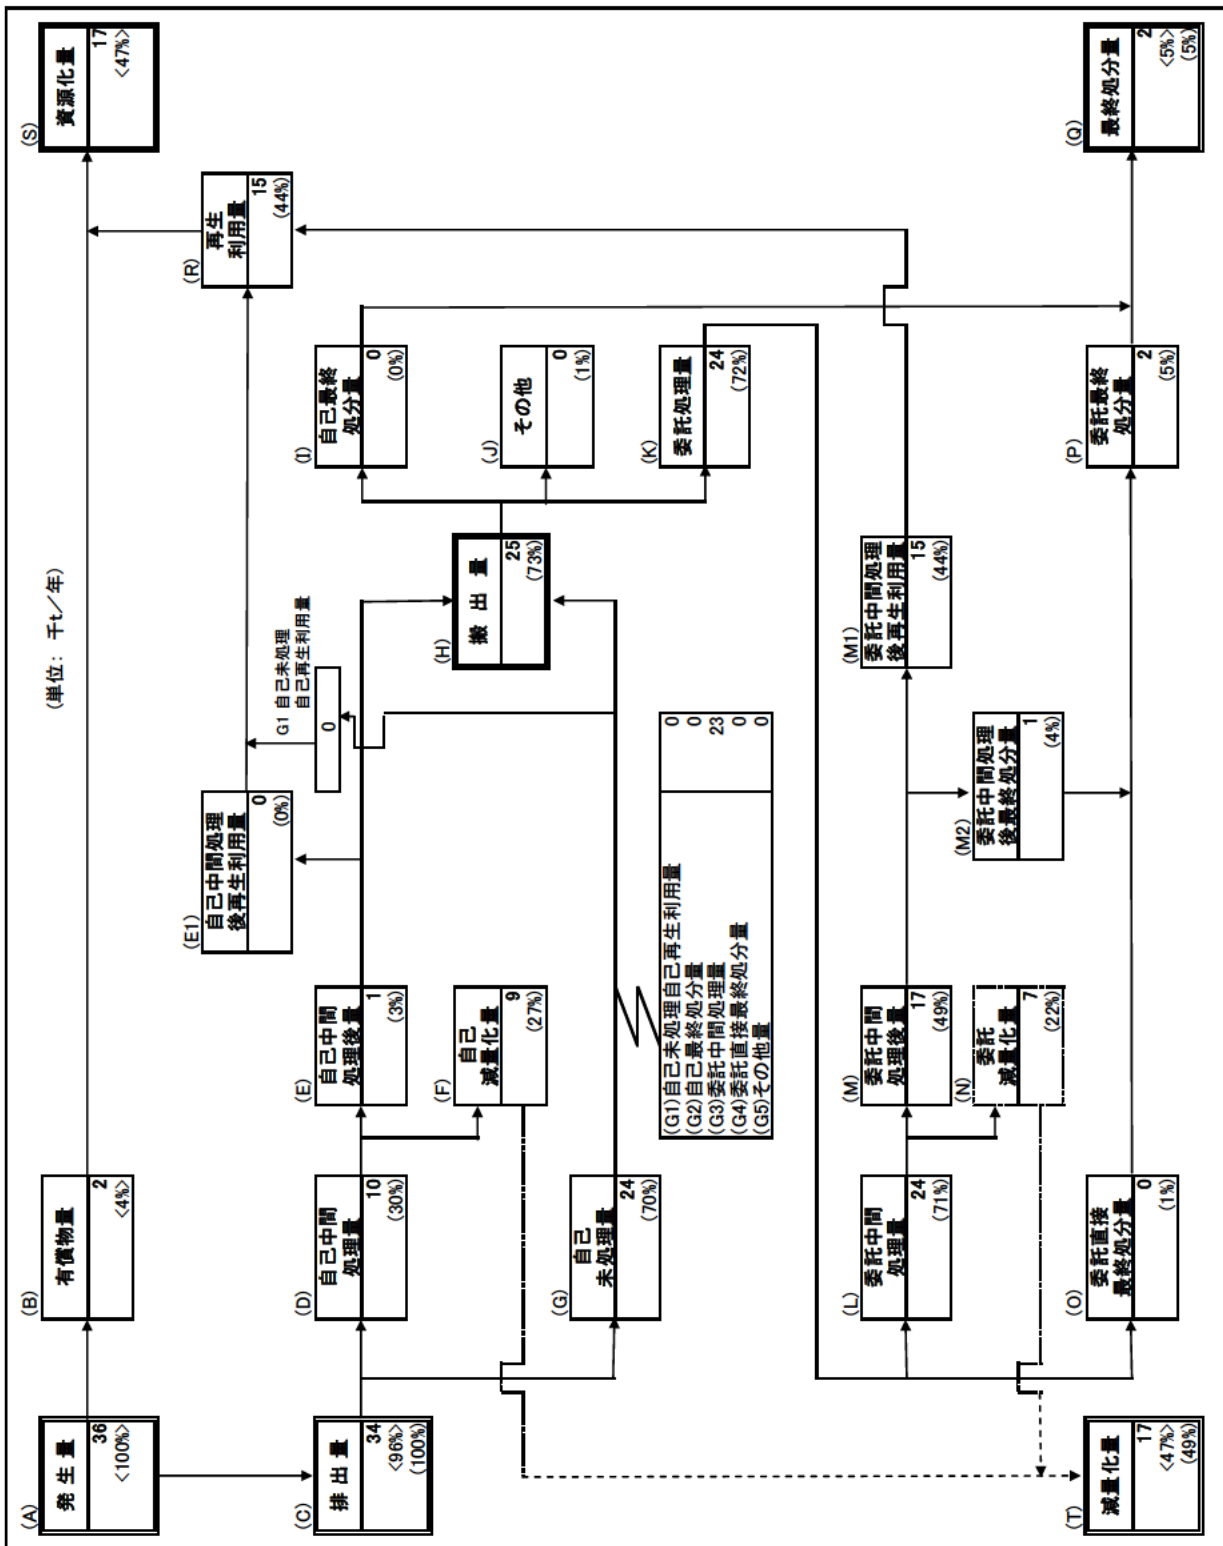 (単位: 千t/年)
(A)
発 生 量
36
<100%>
(B)
有償物量
2
<4%>
(S)
資源化量
17
<47%>
(E1)
自己中間処理
後再生利用量
0
(0%)
G1 自己未処理
自己再生利用量
0
(R)
再生
利用量
15
(44%)
(C)
排 出 量
34
<96%>
(100%)
(D)
自己中間
処理量
10
(30%)
(E)
自己中間
処理後量
1
(3%)
(F)
自己
減量化量
9
(27%)
(G)
自己
未処理量
24
(70%)
(H)
搬 出 量
25
(73%)
(I)
自己最終
処分量
0
(0%)
(J)
その他
0
(1%)
(K)
委託処理量
24
(72%)
(G1)自己未処理自己再生利用量 0
(G2)自己最終処分量 0
(G3)委託中間処理量 23
(G4)委託直接最終処分量 0
(G5)その他量 0
(L)
委託中間
処理量
24
(71%)
(M)
委託中間
処理後量
17
(49%)
(N)
委託
減量化量
7
(22%)
(M1)
委託中間処理
後再生利用量
15
(44%)
(M2)
委託中間処理
後最終処分量
1
(4%)
(O)
委託直接
最終処分量
0
(1%)
(P)
委託最終
処分量
2
(5%)
(Q)
最終処分量
2
<5%>
(5%)
(T)
減量化量
17
<47%>
(49%)